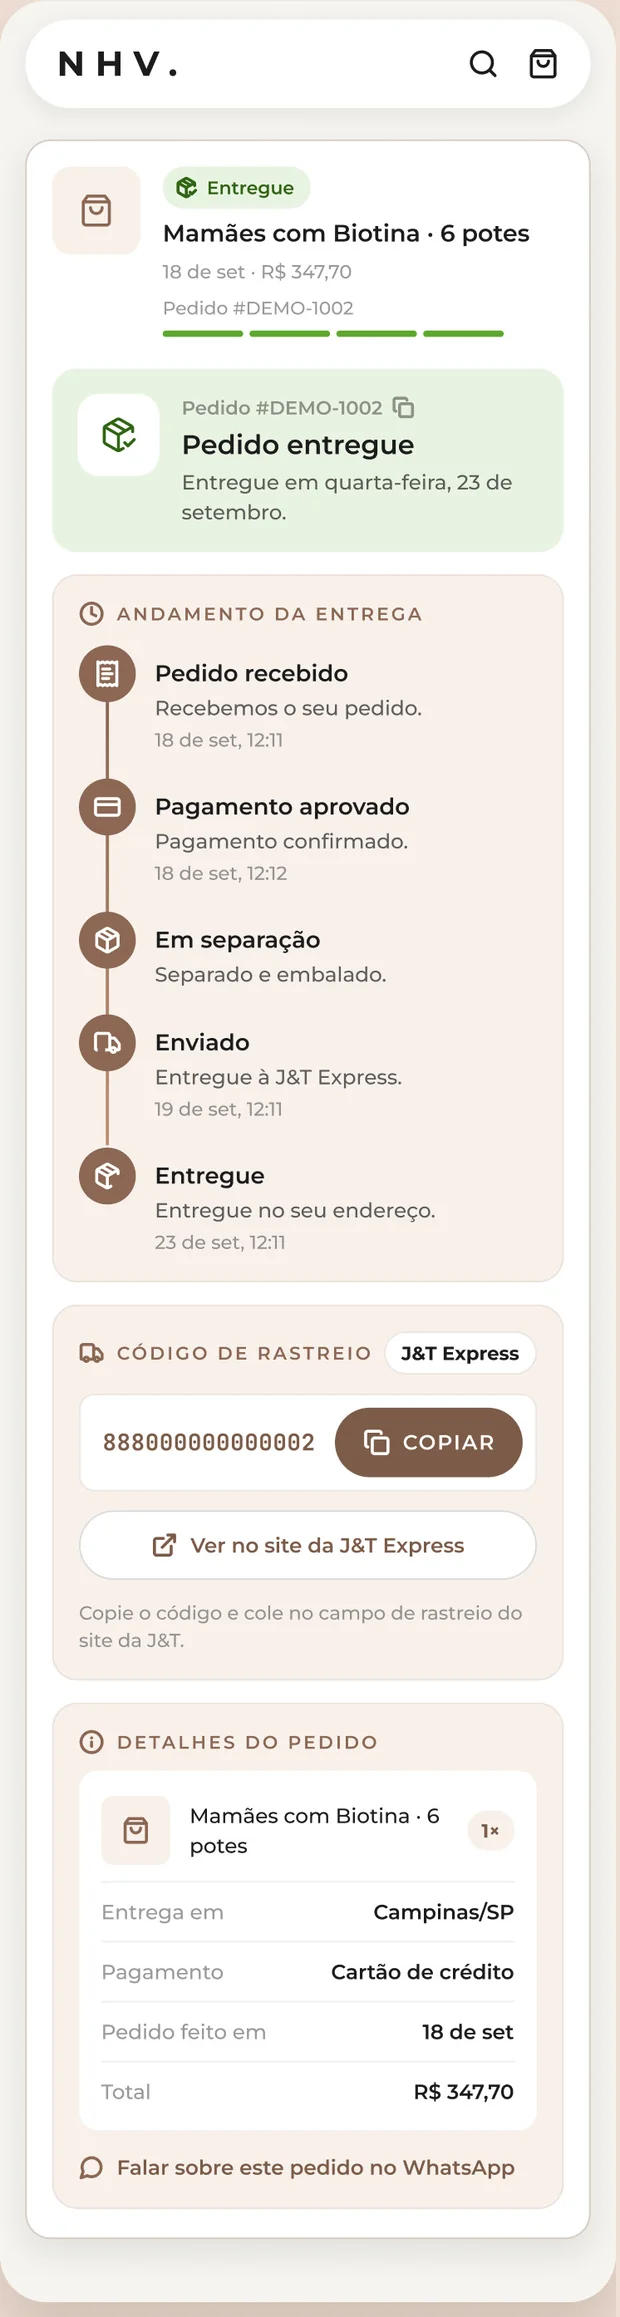 NHV.
Entregue
Mamães com Biotina · 6 potes
18 de set · R$ 347,70
Pedido #DEMO-1002
Pedido #DEMO-1002
Pedido entregue
Entregue em quarta-feira, 23 de
setembro.
ANDAMENTO DA ENTREGA
Pedido recebido
Recebemos o seu pedido.
18 de set, 12:11
Pagamento aprovado
Pagamento confirmado.
18 de set, 12:12
Em separação
Separado e embalado.
Enviado
Entregue à J&T Express.
19 de set, 12:11
Entregue
Entregue no seu endereço.
23 de set, 12:11
CÓDIGO DE RASTREIO J&T Express
888000000000002 COPIAR
Ver no site da J&T Express
Copie o código e cole no campo de rastreio do
site da J&T.
DETALHES DO PEDIDO
Mamães com Biotina · 6
potes
1×
Entrega em Campinas/SP
Pagamento Cartão de crédito
Pedido feito em 18 de set
Total R$ 347,70
Falar sobre este pedido no WhatsApp